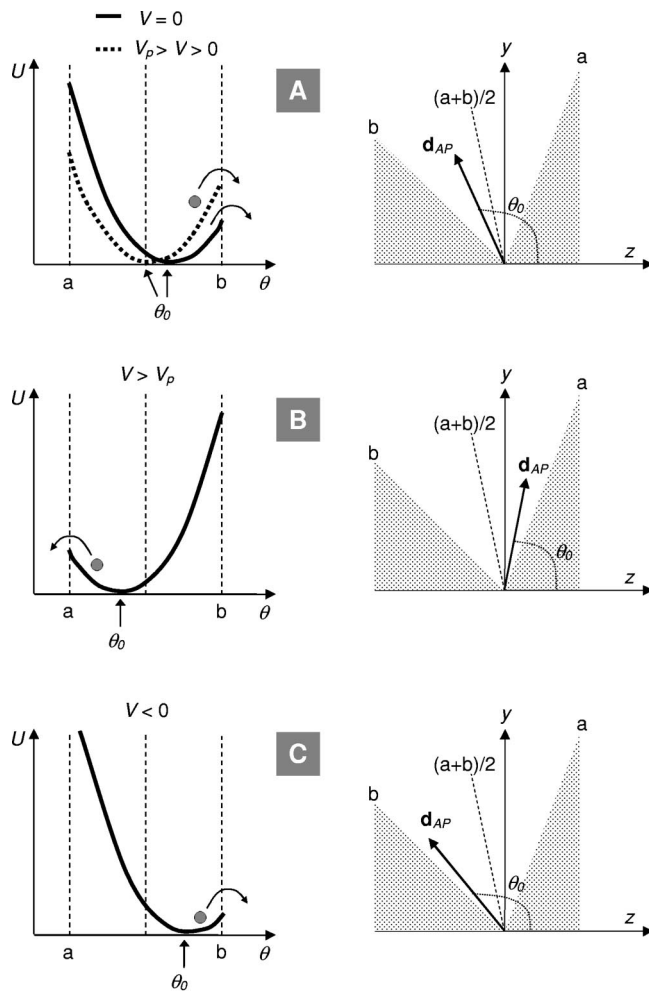 V = 0
Vp > V > 0
U
A
a
b
θ
θ0
y
a
(a+b)/2
b
dAP
θ0
z
V > Vp
U
B
a
b
θ
θ0
y
a
(a+b)/2
b
dAP
θ0
z
V < 0
U
C
a
b
θ
θ0
y
a
(a+b)/2
b
dAP
θ0
z